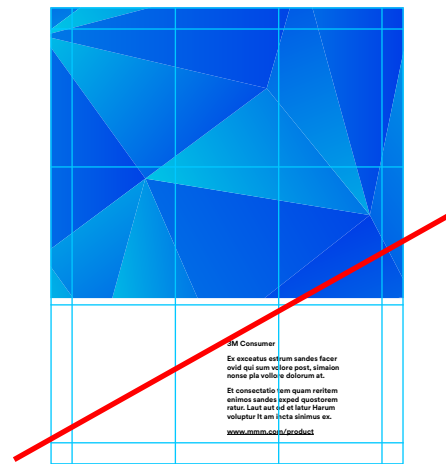 3M Consumer
Ex exceatus estrum sandes facer
ovid qui sum volore post, simaion
nonse pla vollore dolorum at.
Et consectatio tem quam reritem
enimos sandes exped quostorem
ratur. Laut aut od et latur Harum
voluptur It am incta sinimus ex.
www.mmm.com/product